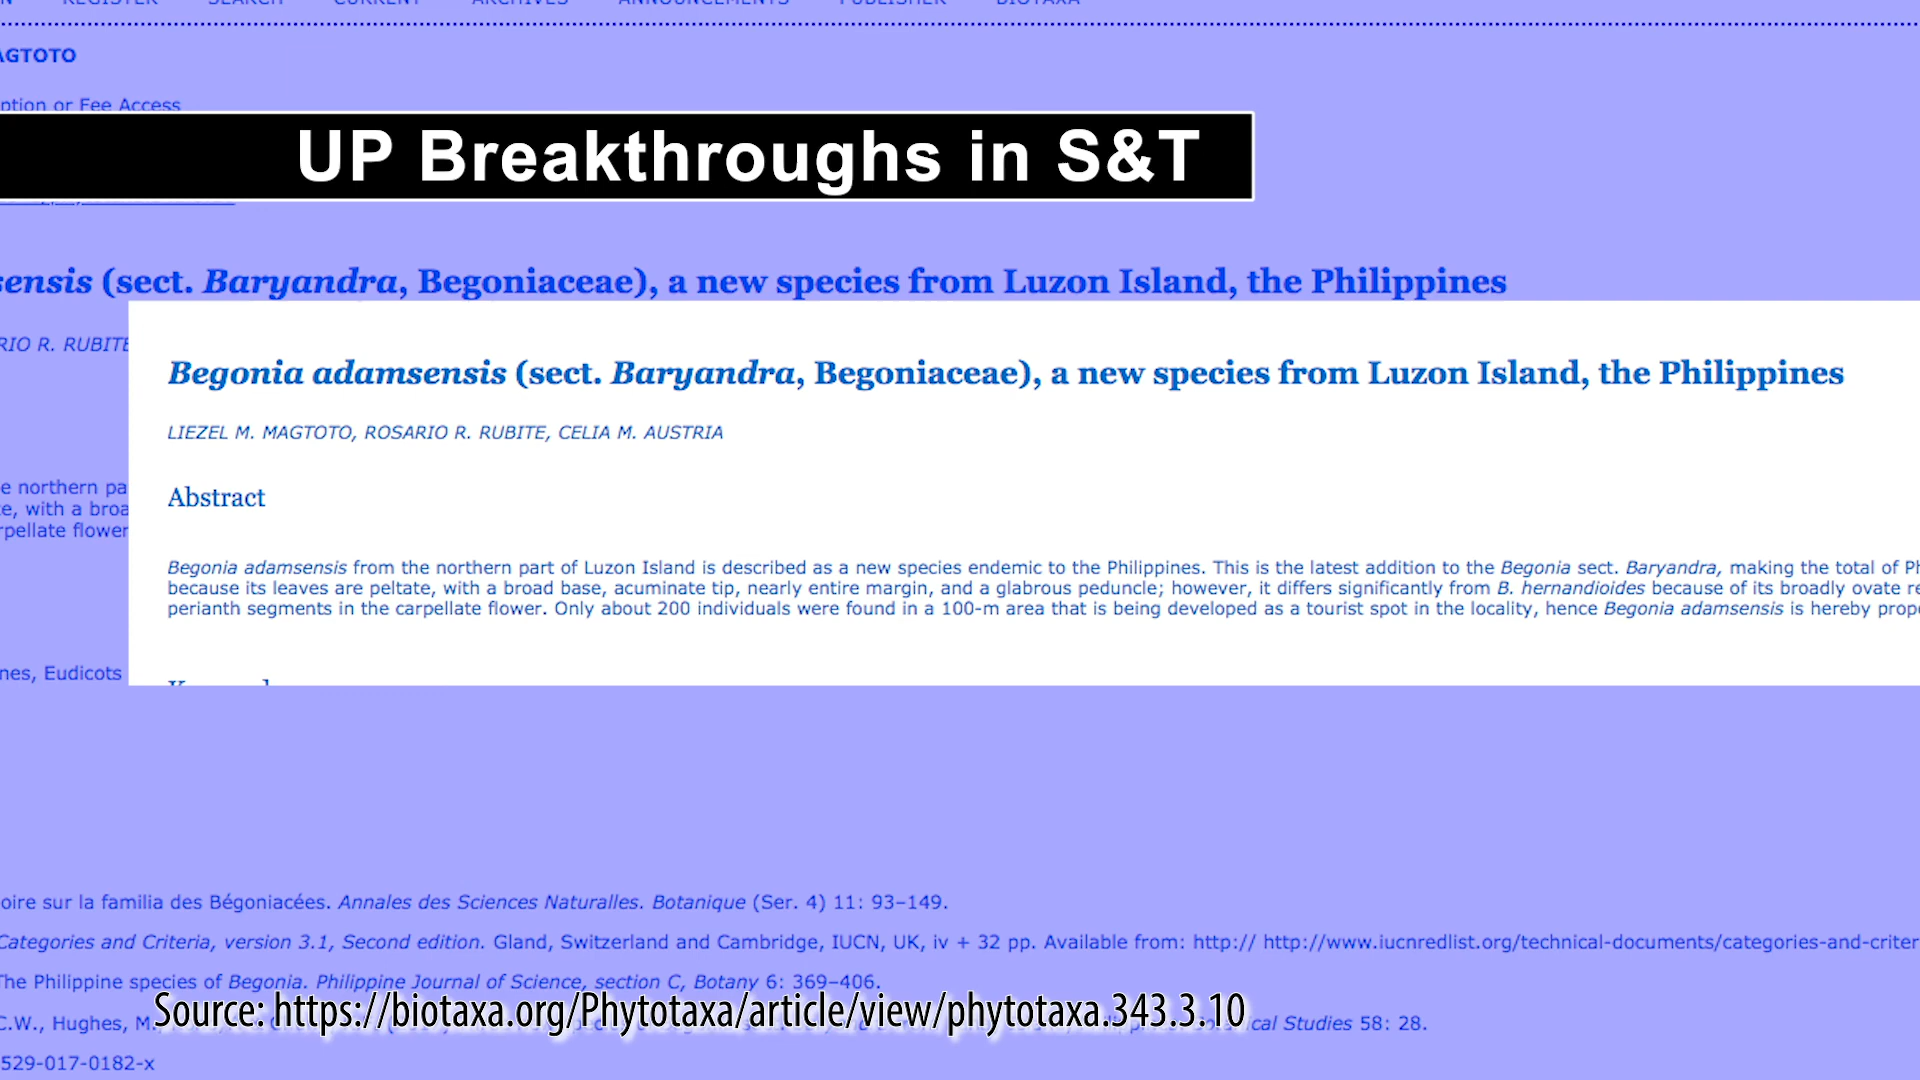 REGISTER SEARCH CURRENT ARCHIVES ANNOUNCEMENTS PUBLISHER BIOTAXA
AGTOTO
ption or Fee Access
UP Breakthroughs in S&T
sensis (sect. Baryandra, Begoniaceae), a new species from Luzon Island, the Philippines
RIO R. RUBITE
Begonia adamsensis (sect. Baryandra, Begoniaceae), a new species from Luzon Island, the Philippines
LIEZEL M. MAGTOTO, ROSARIO R. RUBITE, CELIA M. AUSTRIA
e northern pa
e, with a broa
rpellate flower
Abstract
Begonia adamsensis from the northern part of Luzon Island is described as a new species endemic to the Philippines. This is the latest addition to the Begonia sect. Baryandra, making the total of Ph
because its leaves are peltate, with a broad base, acuminate tip, nearly entire margin, and a glabrous peduncle; however, it differs significantly from B. hernandioides because of its broadly ovate re
perianth segments in the carpellate flower. Only about 200 individuals were found in a 100-m area that is being developed as a tourist spot in the locality, hence Begonia adamsensis is hereby prop
nes, Eudicots
oire sur la familia des Bégoniacées. Annales des Sciences Naturalles. Botanique (Ser. 4) 11: 93–149.
Categories and Criteria, version 3.1, Second edition. Gland, Switzerland and Cambridge, IUCN, UK, iv + 32 pp. Available from: http:// http://www.iucnredlist.org/technical-documents/categories-and-criter
The Philippine species of Begonia. Philippine Journal of Science, section C, Botany 6: 369–406.
Source: https://biotaxa.org/Phytotaxa/article/view/phytotaxa.343.3.10
C.W., Hughes, M. ical Studies 58: 28.
529-017-0182-x